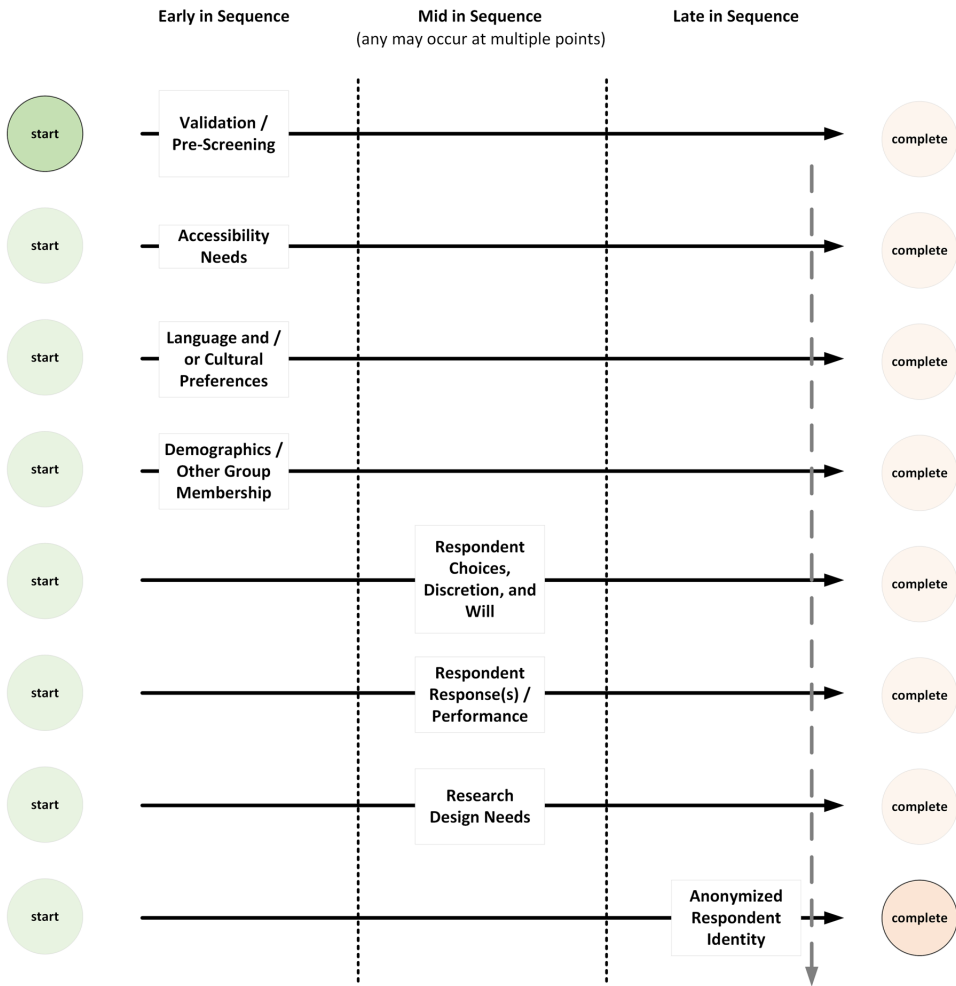 Early in Sequence
Mid in Sequence
Late in Sequence
(any may occur at multiple points)
start
Validation /
Pre-Screening
complete
start
Accessibility
Needs
complete
start
Language and /
or Cultural
Preferences
complete
start
Demographics /
Other Group
Membership
complete
start
Respondent
Choices,
Discretion, and
Will
complete
start
Respondent
Response(s) /
Performance
complete
start
Research
Design Needs
complete
start
Anonymized
Respondent
Identity
complete